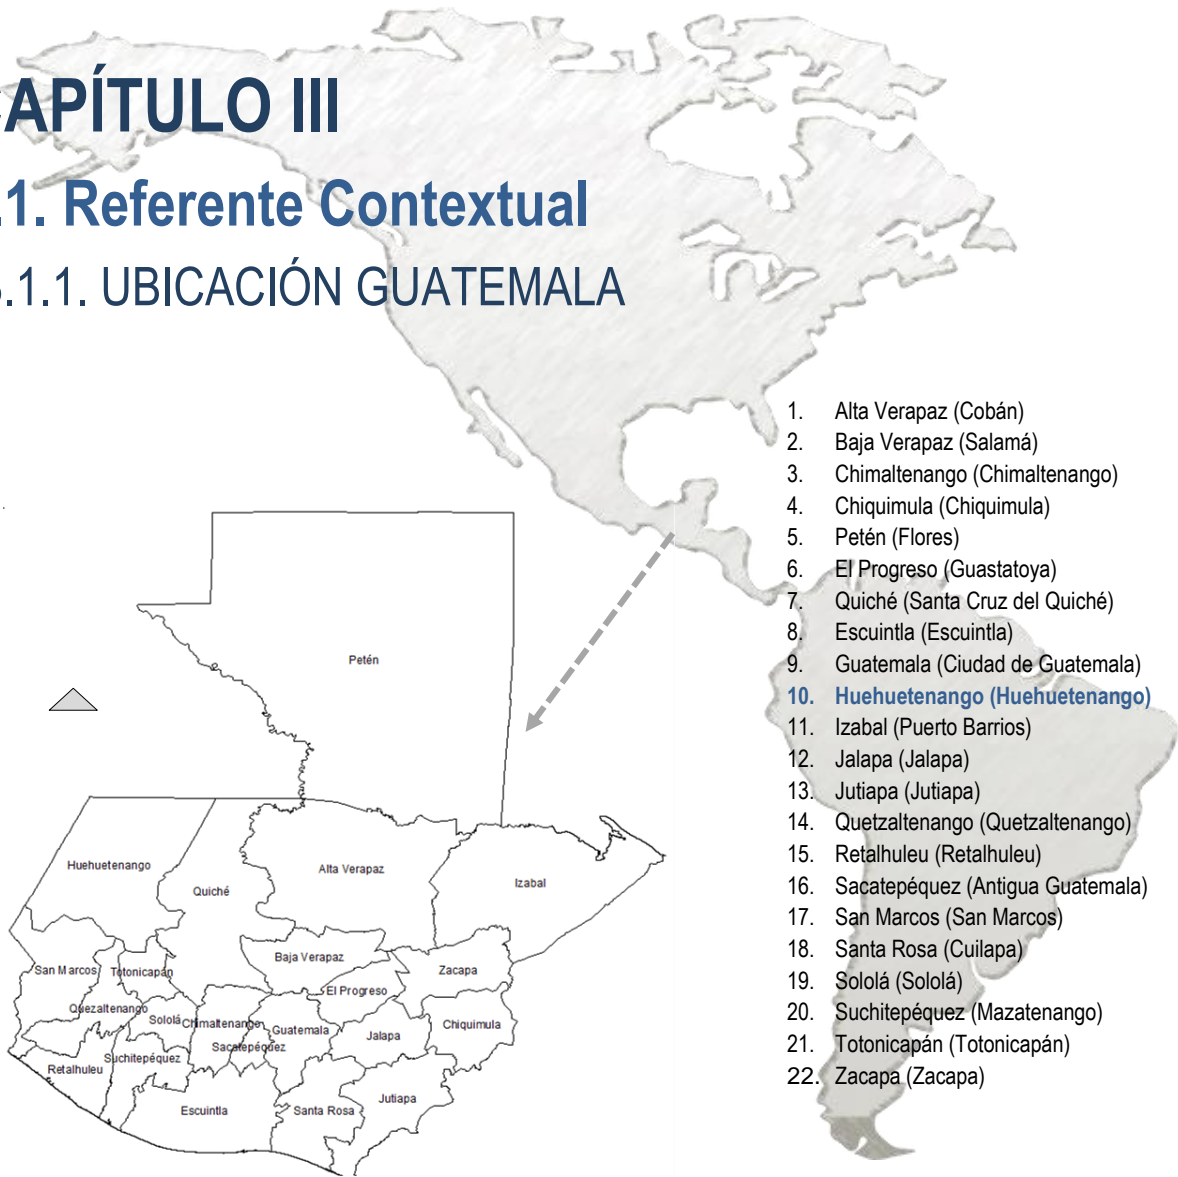 CAPÍTULO III
.1. Referente Contextual
.1.1. UBICACIÓN GUATEMALA
1. Alta Verapaz (Cobán)
2. Baja Verapaz (Salamá)
3. Chimaltenango (Chimaltenango)
4. Chiquimula (Chiquimula)
5. Petén (Flores)
6. El Progreso (Guastatoya)
7. Quiché (Santa Cruz del Quiché)
8. Escuintla (Escuintla)
9. Guatemala (Ciudad de Guatemala)
10. Huehuetenango (Huehuetenango)
11. Izabal (Puerto Barrios)
12. Jalapa (Jalapa)
13. Jutiapa (Jutiapa)
14. Quetzaltenango (Quetzaltenango)
15. Retalhuleu (Retalhuleu)
16. Sacatepéquez (Antigua Guatemala)
17. San Marcos (San Marcos)
18. Santa Rosa (Cuilapa)
19. Sololá (Sololá)
20. Suchitepéquez (Mazatenango)
21. Totonicapán (Totonicapán)
22. Zacapa (Zacapa)
Petén
Huehuetenango
Quiché
Alta Verapaz
Izabal
Baja Verapaz
Zacapa
San Marcos
Totonicapán
El Progreso
Quezaltenango
Sololá
Chimaltenango
Guatemala
Chiquimula
Jalapa
Sacatepéquez
Suchitepéquez
Retalhuleu
Jutiapa
Escuintla
Santa Rosa